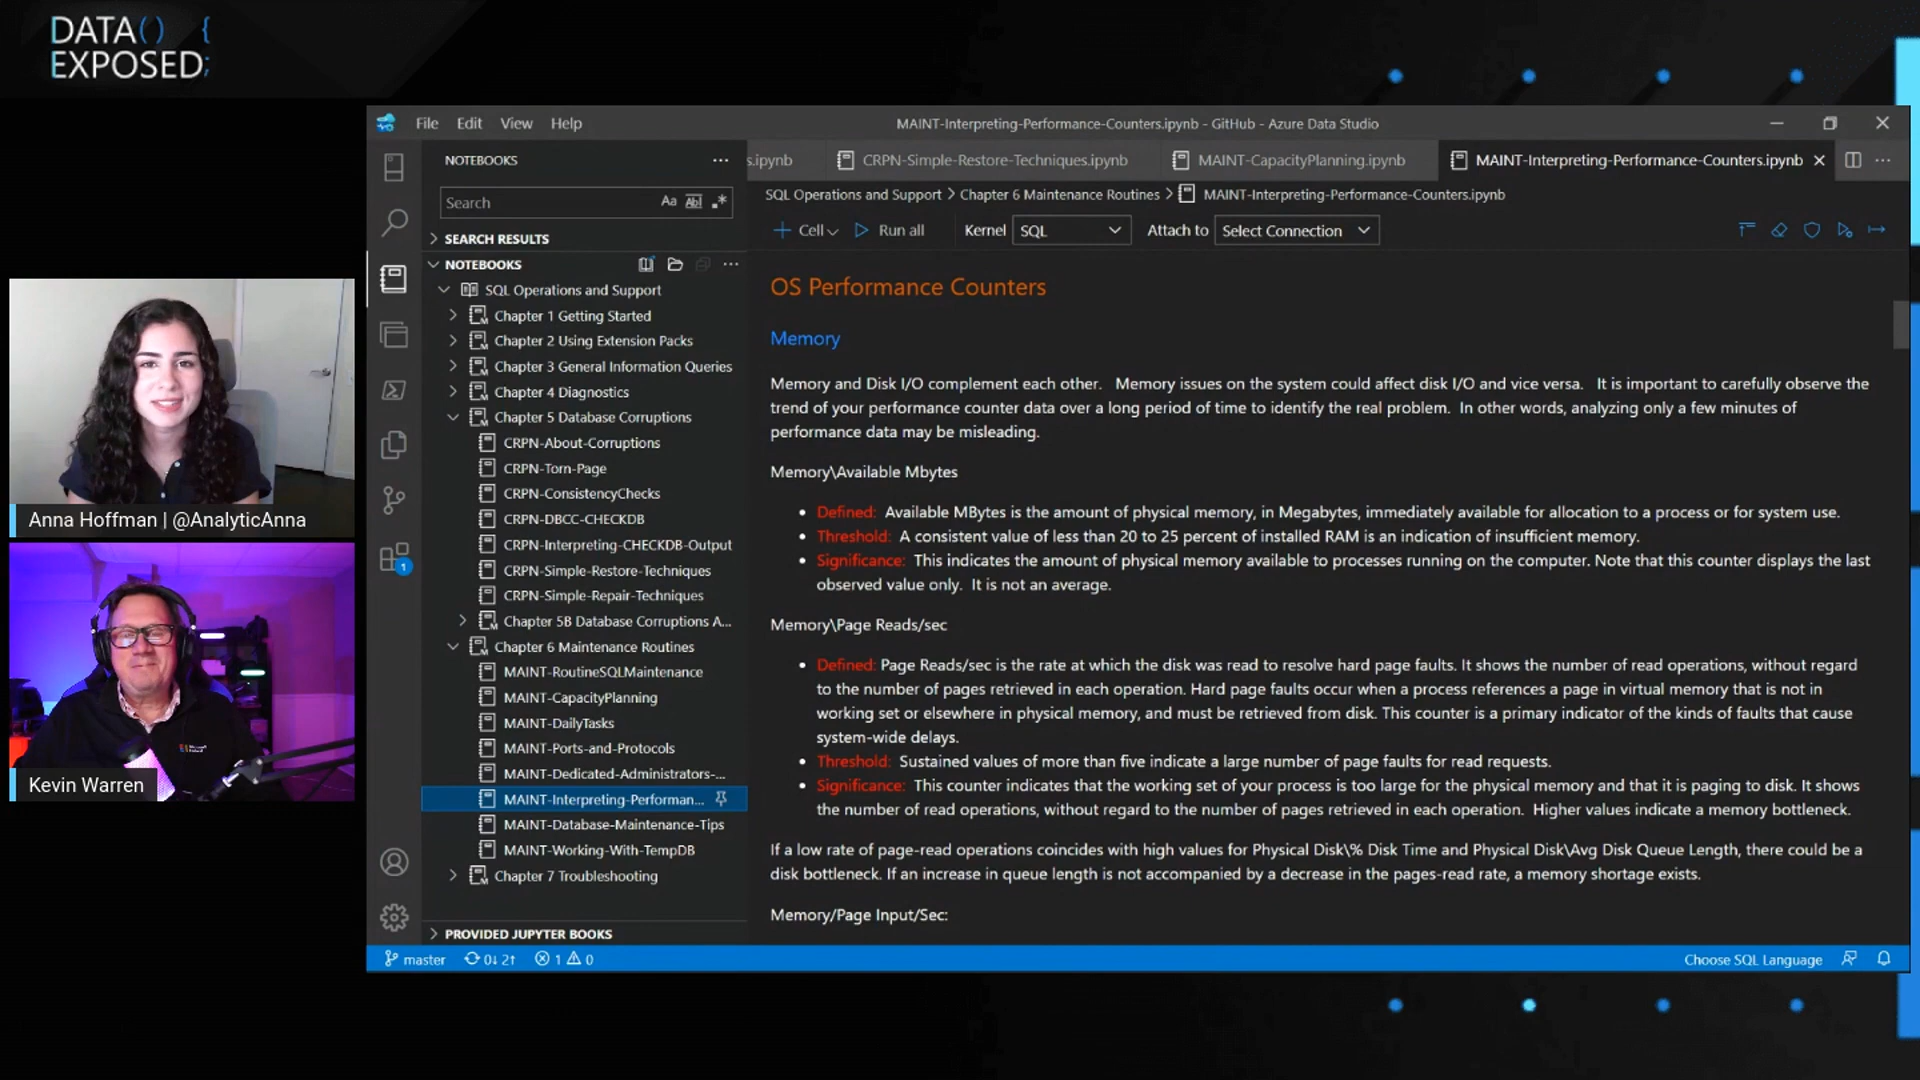 DATA() {
EXPOSED;
File Edit View Help
MAINT-Interpreting-Performance-Counters.ipynb - GitHub - Azure Data Studio
NOTEBOOKS
s.ipynb
CRPN-Simple-Restore-Techniques.ipynb
MAINT-CapacityPlanning.ipynb
MAINT-Interpreting-Performance-Counters.ipynb
Search
Aa Abl .*
SQL Operations and Support > Chapter 6 Maintenance Routines > MAINT-Interpreting-Performance-Counters.ipynb
Cell Run all Kernel SQL Attach to Select Connection
SEARCH RESULTS
NOTEBOOKS
SQL Operations and Support
Chapter 1 Getting Started
Chapter 2 Using Extension Packs
Chapter 3 General Information Queries
Chapter 4 Diagnostics
Chapter 5 Database Corruptions
CRPN-About-Corruptions
CRPN-Torn-Page
CRPN-ConsistencyChecks
CRPN-DBCC-CHECKDB
CRPN-Interpreting-CHECKDB-Output
CRPN-Simple-Restore-Techniques
CRPN-Simple-Repair-Techniques
Chapter 5B Database Corruptions A...
Chapter 6 Maintenance Routines
MAINT-RoutineSQLMaintenance
MAINT-CapacityPlanning
MAINT-DailyTasks
MAINT-Ports-and-Protocols
MAINT-Dedicated-Administrators-...
MAINT-Interpreting-Performan...
MAINT-Database-Maintenance-Tips
MAINT-Working-With-TempDB
Chapter 7 Troubleshooting
PROVIDED JUPYTER BOOKS
1
OS Performance Counters
Memory
Memory and Disk I/O complement each other. Memory issues on the system could affect disk I/O and vice versa. It is important to carefully observe the
trend of your performance counter data over a long period of time to identify the real problem. In other words, analyzing only a few minutes of
performance data may be misleading.
Memory\Available Mbytes
• Defined: Available MBytes is the amount of physical memory, in Megabytes, immediately available for allocation to a process or for system use.
• Threshold: A consistent value of less than 20 to 25 percent of installed RAM is an indication of insufficient memory.
• Significance: This indicates the amount of physical memory available to processes running on the computer. Note that this counter displays the last
observed value only. It is not an average.
Memory\Page Reads/sec
• Defined: Page Reads/sec is the rate at which the disk was read to resolve hard page faults. It shows the number of read operations, without regard
to the number of pages retrieved in each operation. Hard page faults occur when a process references a page in virtual memory that is not in
working set or elsewhere in physical memory, and must be retrieved from disk. This counter is a primary indicator of the kinds of faults that cause
system-wide delays.
• Threshold: Sustained values of more than five indicate a large number of page faults for read requests.
• Significance: This counter indicates that the working set of your process is too large for the physical memory and that it is paging to disk. It shows
the number of read operations, without regard to the number of pages retrieved in each operation. Higher values indicate a memory bottleneck.
If a low rate of page-read operations coincides with high values for Physical Disk\% Disk Time and Physical Disk\Avg Disk Queue Length, there could be a
disk bottleneck. If an increase in queue length is not accompanied by a decrease in the pages-read rate, a memory shortage exists.
Memory/Page Input/Sec:
master 0↓ 2↑ 1 0
Choose SQL Language
Anna Hoffman | @AnalyticAnna
Kevin Warren